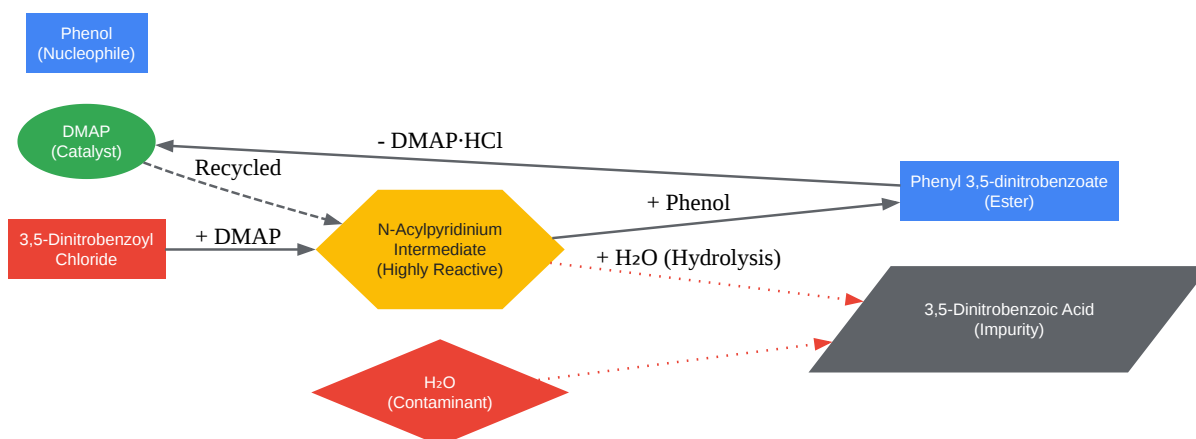 Phenol
(Nucleophile)
DMAP
(Catalyst)
- DMAP·HCl
Recycled
Phenyl 3,5-dinitrobenzoate
(Ester)
+ Phenol
3,5-Dinitrobenzoyl
Chloride
+ DMAP
N-Acylpyridinium
Intermediate
(Highly Reactive)
+ H₂O (Hydrolysis)
3,5-Dinitrobenzoic Acid
(Impurity)
H₂O
(Contaminant)